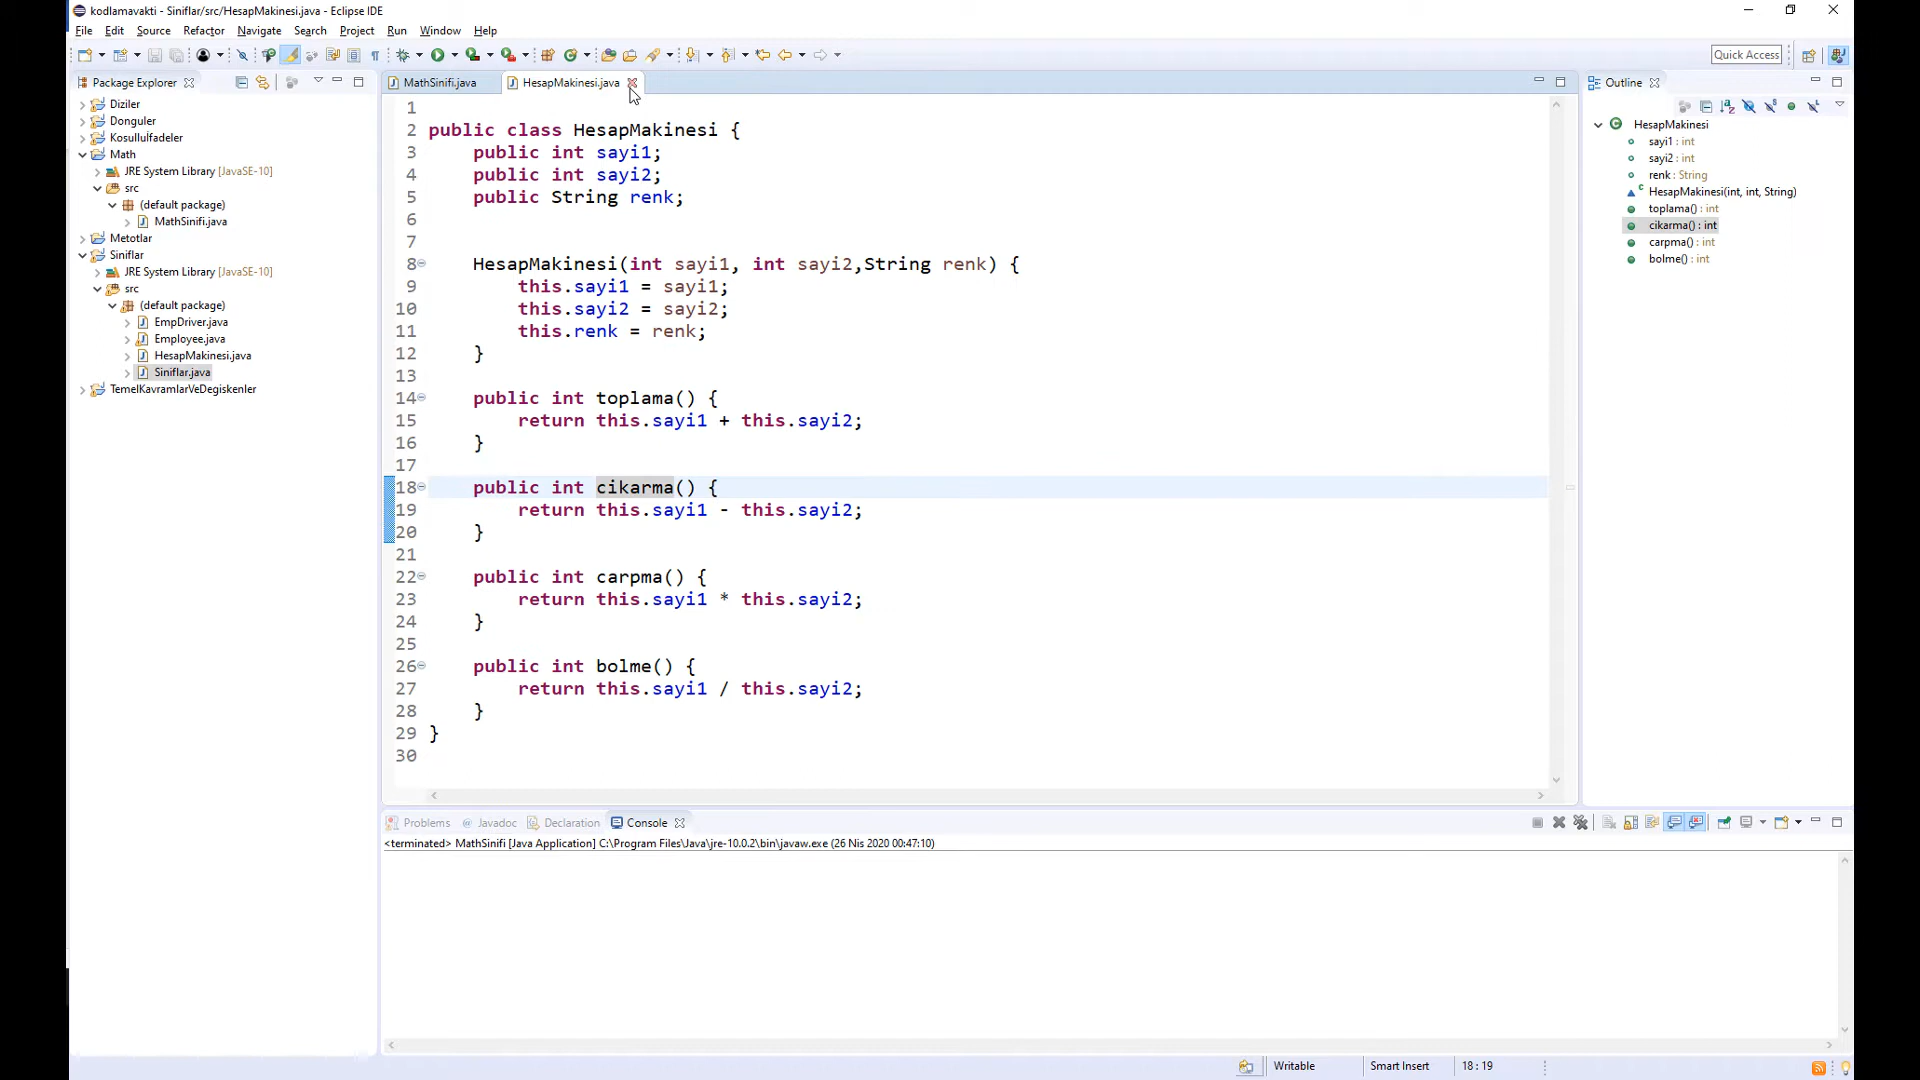 kodlamavakti - Siniflar/src/HesapMakinesi.java - Eclipse IDE
File Edit Source Refactor Navigate Search Project Run Window Help
Quick Access
Package Explorer
Diziler
Donguler
KosulluIfadeler
Math
JRE System Library [JavaSE-10]
src
(default package)
MathSinifi.java
Metotlar
Siniflar
JRE System Library [JavaSE-10]
src
(default package)
EmpDriver.java
Employee.java
HesapMakinesi.java
Siniflar.java
TemelKavramlarVeDegiskenler
MathSinifi.java HesapMakinesi.java
1
2 public class HesapMakinesi {
3 public int sayi1;
4 public int sayi2;
5 public String renk;
6
7
8 HesapMakinesi(int sayi1, int sayi2,String renk) {
9 this.sayi1 = sayi1;
10 this.sayi2 = sayi2;
11 this.renk = renk;
12 }
13
14 public int toplama() {
15 return this.sayi1 + this.sayi2;
16 }
17
18 public int cikarma() {
19 return this.sayi1 - this.sayi2;
20 }
21
22 public int carpma() {
23 return this.sayi1 * this.sayi2;
24 }
25
26 public int bolme() {
27 return this.sayi1 / this.sayi2;
28 }
29 }
30
Outline
HesapMakinesi
sayi1 : int
sayi2 : int
renk : String
HesapMakinesi(int, int, String)
toplama() : int
cikarma() : int
carpma() : int
bolme() : int
Problems Javadoc Declaration Console
<terminated> MathSinifi [Java Application] C:\Program Files\Java\jre-10.0.2\bin\javaw.exe (26 Nis 2020 00:47:10)
Writable Smart Insert 18 : 19